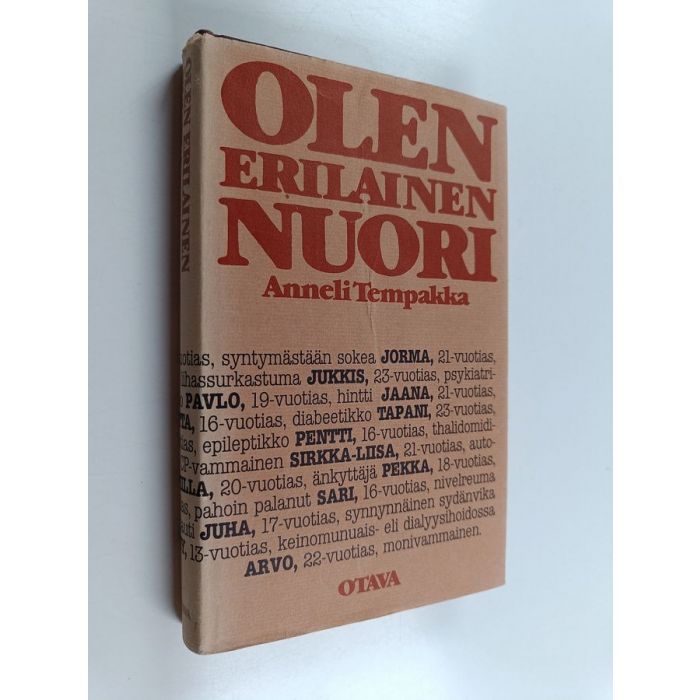 OLEN ERILAINEN
OLEN
ERILAINEN
NUORI
Anneli Tempakka
syntymästään sokea JORMA, 21-vuotias,
lihassurkastuma JUKKIS, 23-vuotias, psykiatri-
PAVLO, 19-vuotias, hintti JAANA, 21-vuotias,
16-vuotias, diabeetikko TAPANI, 23-vuotias,
epileptikko PENTTI, 16-vuotias, thalidomidi-
CP-vammainen SIRKKA-LIISA, 21-vuotias, auto-
20-vuotias, änkyttäjä PEKKA, 18-vuotias,
pahoin palanut SARI, 16-vuotias, nivelreuma
JUHA, 17-vuotias, synnynnäinen sydänvika
13-vuotias, keinomunuais- eli dialyysihoidossa
ARVO, 22-vuotias, monivammainen.
OTAVA